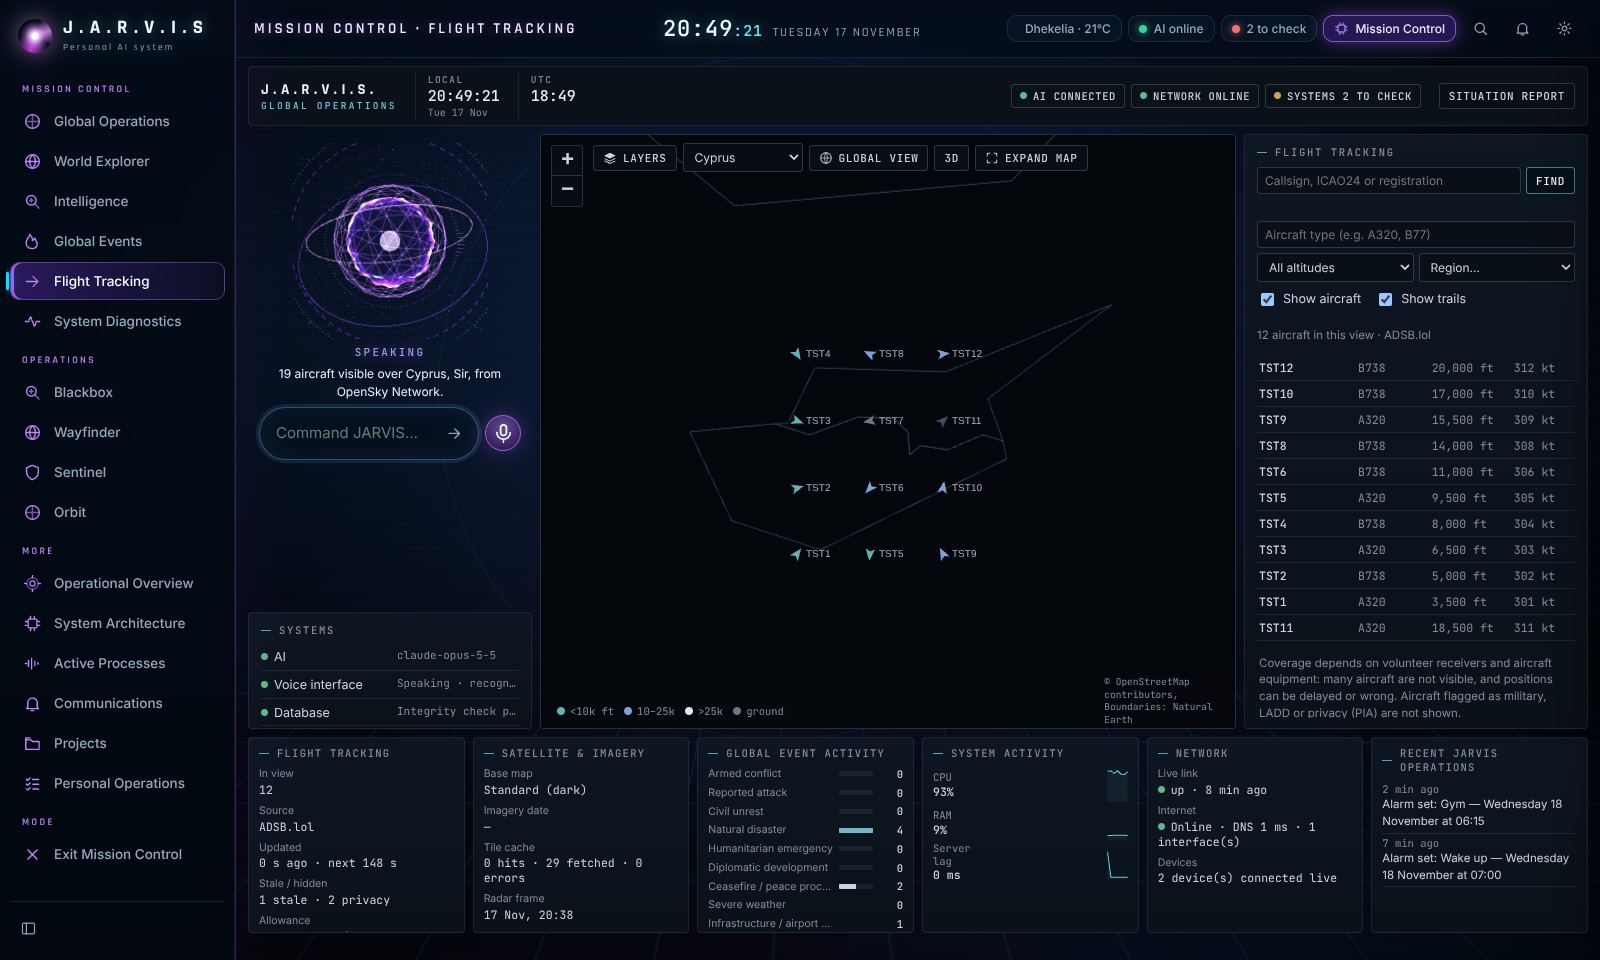 J.A.R.V.I.S
Personal AI system
MISSION CONTROL
Global Operations
World Explorer
Intelligence
Global Events
Flight Tracking
System Diagnostics
OPERATIONS
Blackbox
Wayfinder
Sentinel
Orbit
MORE
Operational Overview
System Architecture
Active Processes
Communications
Projects
Personal Operations
MODE
Exit Mission Control
MISSION CONTROL · FLIGHT TRACKING
20:49:21 TUESDAY 17 NOVEMBER
Dhekelia · 21°C
AI online
2 to check
Mission Control
J.A.R.V.I.S.
GLOBAL OPERATIONS
LOCAL
20:49:21
Tue 17 Nov
UTC
18:49
AI CONNECTED
NETWORK ONLINE
SYSTEMS 2 TO CHECK
SITUATION REPORT
SPEAKING
19 aircraft visible over Cyprus, Sir, from
OpenSky Network.
Command JARVIS...
SYSTEMS
AI claude-opus-5-5
Voice interface Speaking · recogn…
Database Integrity check p…
+
−
LAYERS
Cyprus
GLOBAL VIEW
3D
EXPAND MAP
TST4 TST8 TST12
TST3 TST7 TST11
TST2 TST6 TST10
TST1 TST5 TST9
<10k ft 10–25k >25k ground
© OpenStreetMap
contributors,
Boundaries: Natural
Earth
FLIGHT TRACKING
Callsign, ICAO24 or registration
FIND
Aircraft type (e.g. A320, B77)
All altitudes
Region...
Show aircraft
Show trails
12 aircraft in this view · ADSB.lol
TST12 B738 20,000 ft 312 kt
TST10 B738 17,000 ft 310 kt
TST9 A320 15,500 ft 309 kt
TST8 B738 14,000 ft 308 kt
TST6 B738 11,000 ft 306 kt
TST5 A320 9,500 ft 305 kt
TST4 B738 8,000 ft 304 kt
TST3 A320 6,500 ft 303 kt
TST2 B738 5,000 ft 302 kt
TST1 A320 3,500 ft 301 kt
TST11 A320 18,500 ft 311 kt
Coverage depends on volunteer receivers and aircraft
equipment: many aircraft are not visible, and positions
can be delayed or wrong. Aircraft flagged as military,
LADD or privacy (PIA) are not shown.
FLIGHT TRACKING
In view
12
Source
ADSB.lol
Updated
0 s ago · next 148 s
Stale / hidden
1 stale · 2 privacy
Allowance
SATELLITE & IMAGERY
Base map
Standard (dark)
Imagery date
—
Tile cache
0 hits · 29 fetched · 0
errors
Radar frame
17 Nov, 20:38
GLOBAL EVENT ACTIVITY
Armed conflict 0
Reported attack 0
Civil unrest 0
Natural disaster 4
Humanitarian emergency 0
Diplomatic development 0
Ceasefire / peace proc… 2
Severe weather 0
Infrastructure / airport … 1
SYSTEM ACTIVITY
CPU
93%
RAM
9%
Server
lag
0 ms
NETWORK
Live link
up · 8 min ago
Internet
Online · DNS 1 ms · 1
interface(s)
Devices
2 device(s) connected live
RECENT JARVIS
OPERATIONS
2 min ago
Alarm set: Gym — Wednesday 18
November at 06:15
7 min ago
Alarm set: Wake up — Wednesday
18 November at 07:00